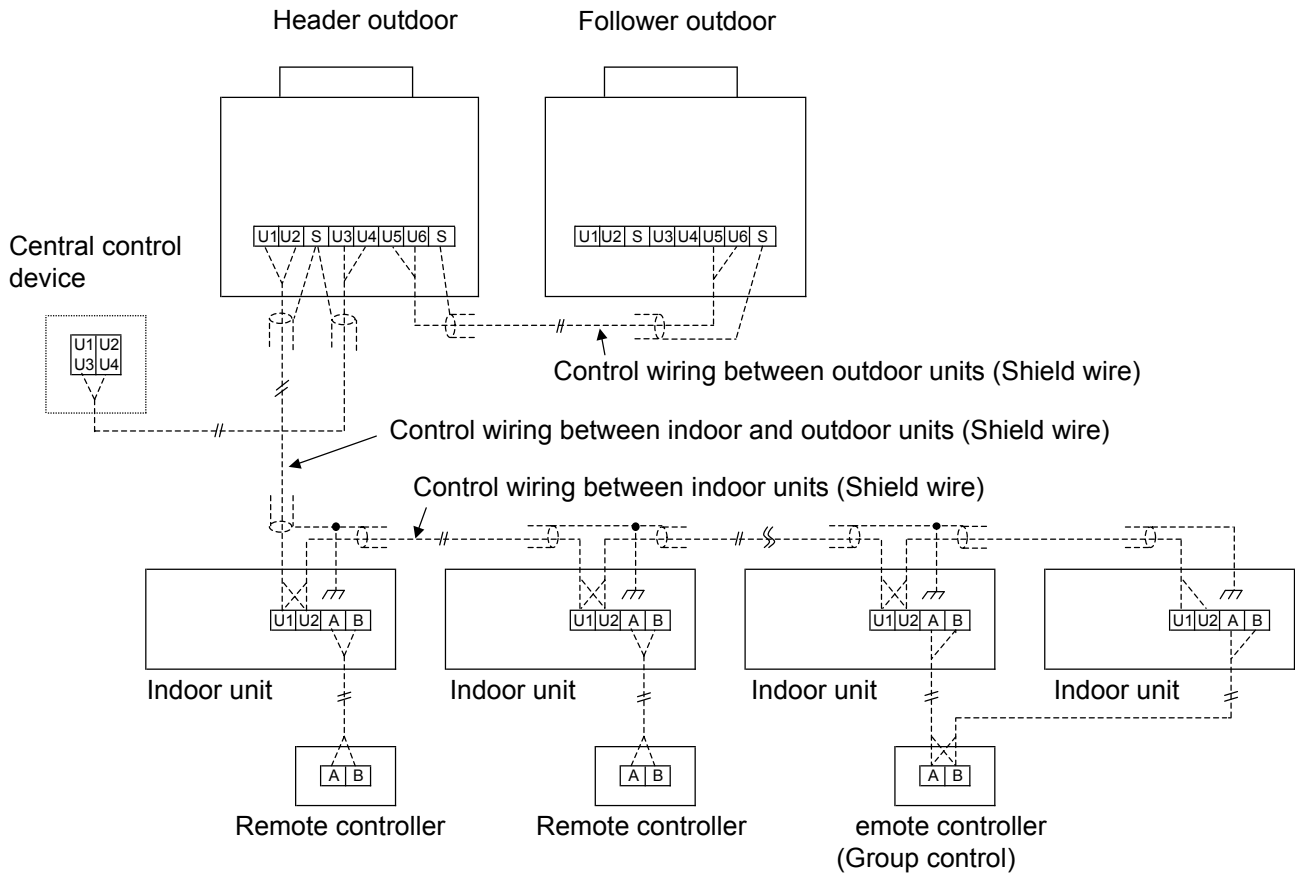 Header outdoor
Follower outdoor
U1 U2 S U3 U4 U5 U6 S
U1 U2 S U3 U4 U5 U6 S
Central control
device
U1 U2
U3 U4
Control wiring between outdoor units (Shield wire)
Control wiring between indoor and outdoor units (Shield wire)
Control wiring between indoor units (Shield wire)
U1 U2 A B
U1 U2 A B
U1 U2 A B
U1 U2 A B
Indoor unit
Indoor unit
Indoor unit
Indoor unit
A B
A B
A B
Remote controller
Remote controller
emote controller
(Group control)